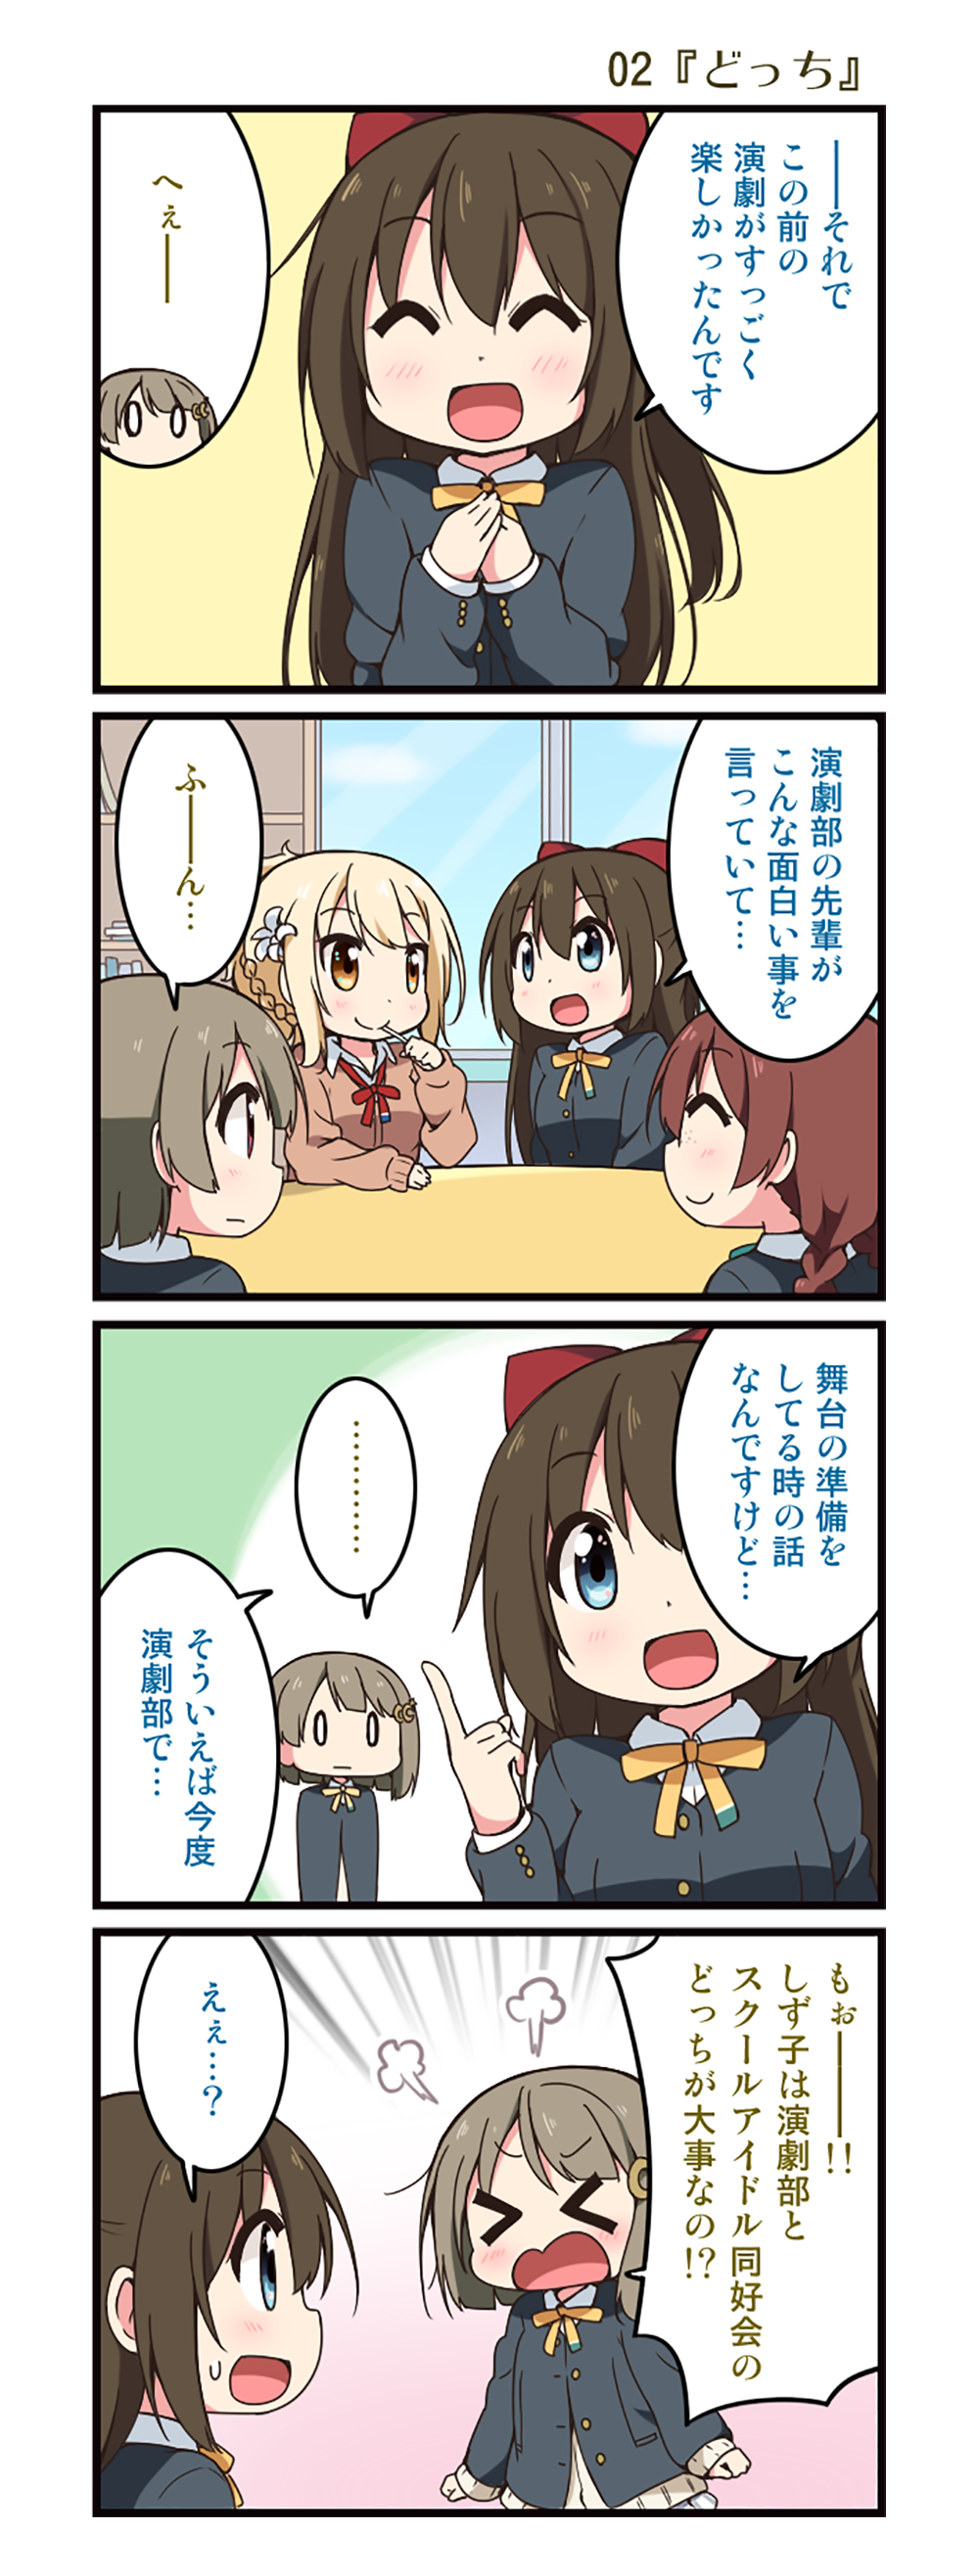 02『どっち』
――それで
この前の
演劇がすっごく
楽しかったんです
へぇ――
演劇部の先輩が
こんな面白い事を
言っていて…
ふ――ん…
舞台の準備を
してる時の話
なんですけど…
…………
そういえば今度
演劇部で…
もぉ――――!!
しず子は演劇部と
スクールアイドル同好会の
どっちが大事なの!?
えぇ…?